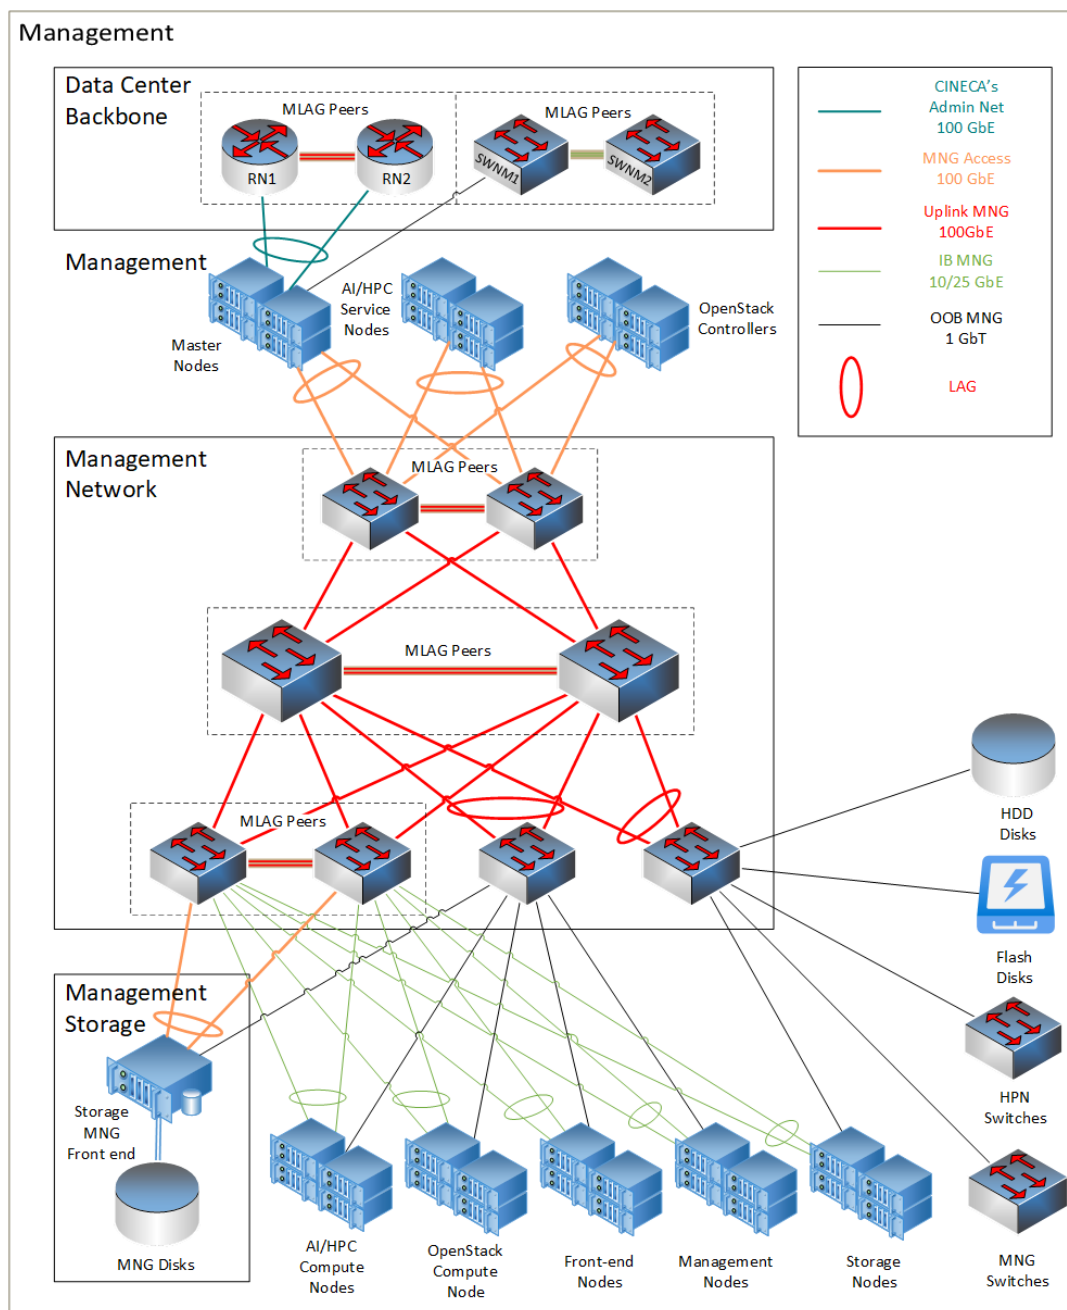 Management
Data Center
Backbone
MLAG Peers
MLAG Peers
RN1
RN2
SWNM1
SWNM2
CINECA's
Admin Net
100 GbE
MNG Access
100 GbE
Uplink MNG
100GbE
IB MNG
10/25 GbE
OOB MNG
1 GbT
LAG
Management
Master
Nodes
AI/HPC
Service
Nodes
OpenStack
Controllers
Management
Network
MLAG Peers
MLAG Peers
MLAG Peers
HDD
Disks
Flash
Disks
HPN
Switches
MNG
Switches
Management
Storage
Storage
MNG
Front end
MNG Disks
AI/HPC
Compute
Nodes
OpenStack
Compute
Node
Front-end
Nodes
Management
Nodes
Storage
Nodes